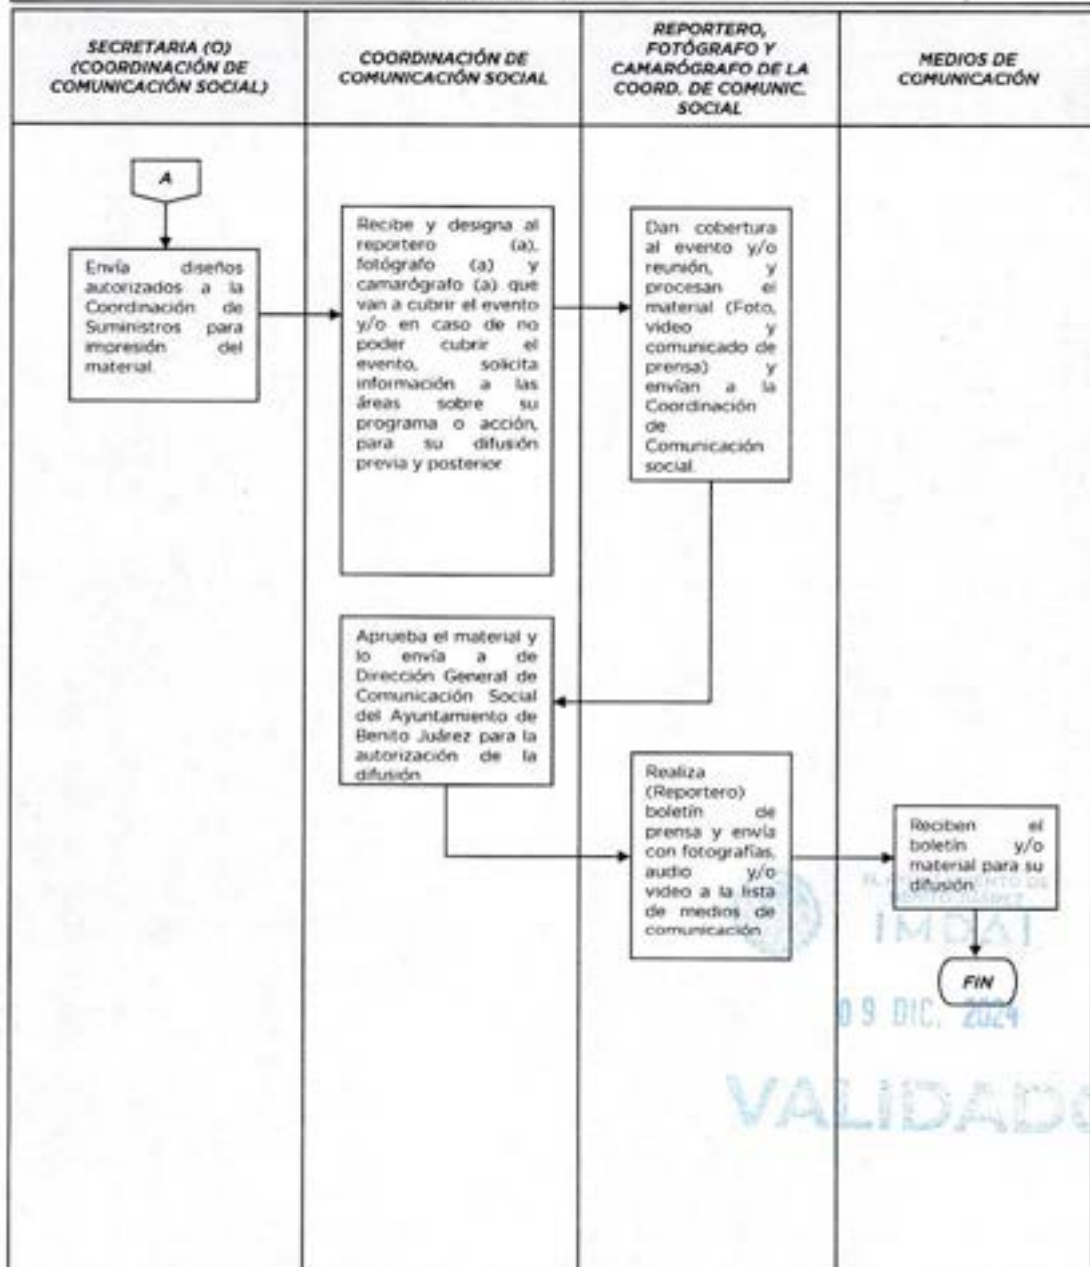 SECRETARIA (O)
(COORDINACIÓN DE
COMUNICACIÓN SOCIAL)
COORDINACIÓN DE
COMUNICACIÓN SOCIAL
REPORTERO,
FOTÓGRAFO Y
CAMARÓGRAFO DE LA
COORD. DE COMUNIC.
SOCIAL
MEDIOS DE
COMUNICACIÓN
A
Envía diseños
autorizados a la
Coordinación de
Suministros para
impresión del
material.
Recibe y designa al
reportero (a),
fotógrafo (a) y
camarógrafo (a) que
van a cubrir el evento
y/o en caso de no
poder cubrir el
evento, solicita
información a las
áreas sobre su
programa o acción,
para su difusión
previa y posterior
Dan cobertura
al evento y/o
reunión, y
procesan el
material (Foto,
video y
comunicado de
prensa) y
envían a la
Coordinación
de
Comunicación
social.
Aprueba el material y
lo envía a de
Dirección General de
Comunicación Social
del Ayuntamiento de
Benito Juárez para la
autorización de la
difusión
Realiza
(Reportero)
boletín de
prensa y envía
con fotografías,
audio y/o
video a la lista
de medios de
comunicación
Reciben el
boletín y/o
material para su
difusión
FIN
09 DIC. 2024
VALIDADO